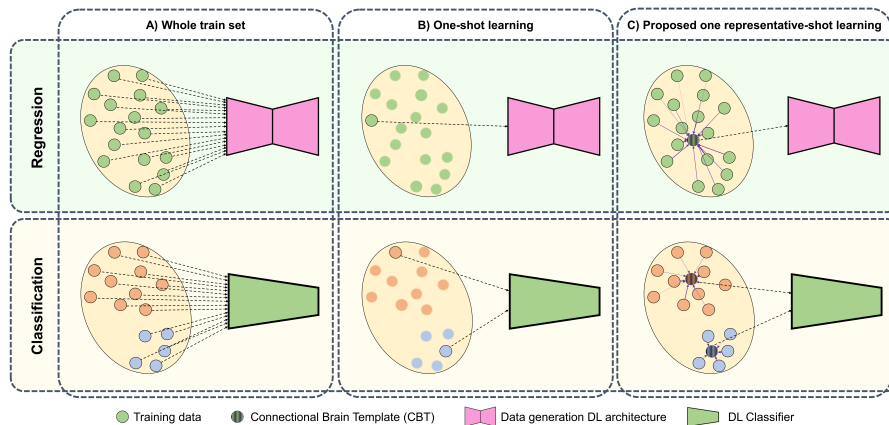 A) Whole train set
B) One-shot learning
C) Proposed one representative-shot learning
Regression
Classification
Training data
Connectional Brain Template (CBT)
Data generation DL architecture
DL Classifier